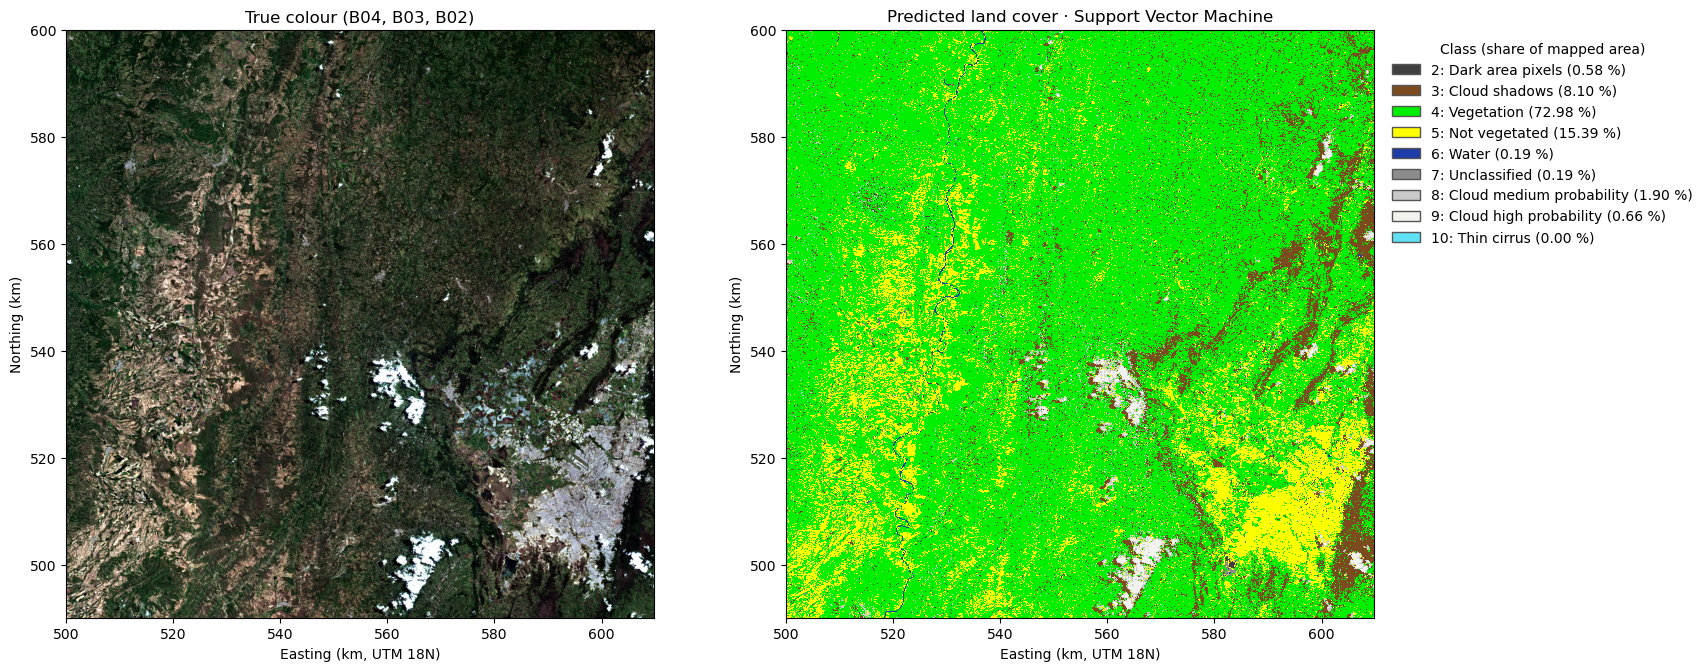 True colour (B04, B03, B02)
600
580
560
540
520
500
Northing (km)
500
520
540
560
580
600
Easting (km, UTM 18N)
Predicted land cover · Support Vector Machine
600
580
560
540
520
500
Northing (km)
500
520
540
560
580
600
Easting (km, UTM 18N)
Class (share of mapped area)
2: Dark area pixels (0.58 %)
3: Cloud shadows (8.10 %)
4: Vegetation (72.98 %)
5: Not vegetated (15.39 %)
6: Water (0.19 %)
7: Unclassified (0.19 %)
8: Cloud medium probability (1.90 %)
9: Cloud high probability (0.66 %)
10: Thin cirrus (0.00 %)